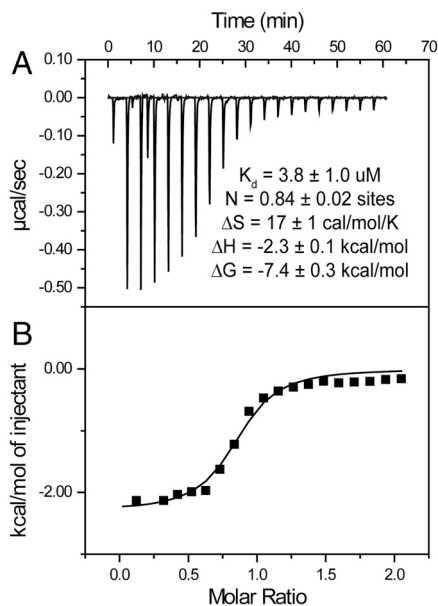 Time (min)
0 10 20 30 40 50 60 70
A
0.10
0.00
-0.10
-0.20
-0.30
-0.40
-0.50
µcal/sec
Kd = 3.8 ± 1.0 uM
N = 0.84 ± 0.02 sites
ΔS = 17 ± 1 cal/mol/K
ΔH = -2.3 ± 0.1 kcal/mol
ΔG = -7.4 ± 0.3 kcal/mol
B
0.00
-2.00
kcal/mol of injectant
0.0 0.5 1.0 1.5 2.0
Molar Ratio